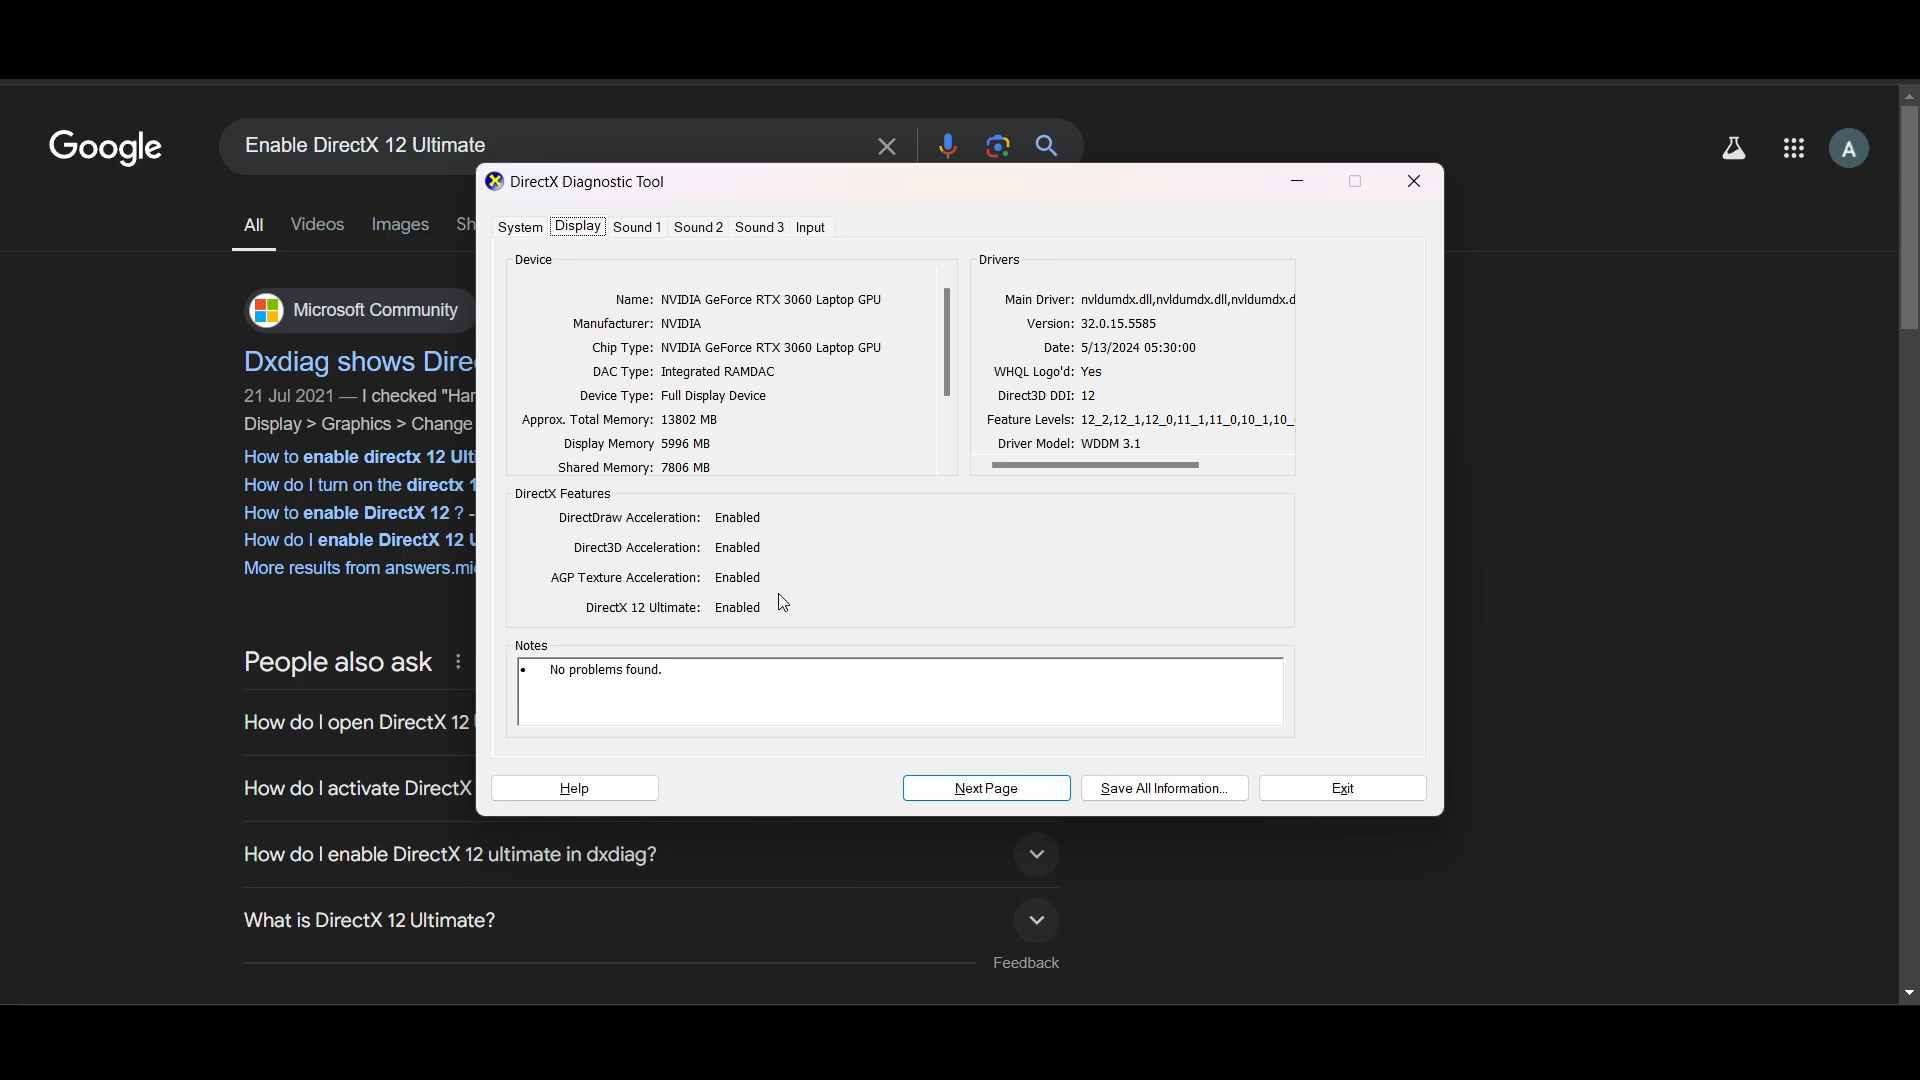 Google
Enable DirectX 12 Ultimate
A
All Videos Images Sh
Microsoft Community
Dxdiag shows Dire
21 Jul 2021 — I checked "Har
Display > Graphics > Change
How to enable directx 12 Ulti
How do I turn on the directx 1
How to enable DirectX 12 ? -
How do I enable DirectX 12 U
More results from answers.mi
People also ask
How do I open DirectX 12 U
How do I activate DirectX
How do I enable DirectX 12 ultimate in dxdiag?
What is DirectX 12 Ultimate?
Feedback
DirectX Diagnostic Tool
System Display Sound 1 Sound 2 Sound 3 Input
Device
Name: NVIDIA GeForce RTX 3060 Laptop GPU
Manufacturer: NVIDIA
Chip Type: NVIDIA GeForce RTX 3060 Laptop GPU
DAC Type: Integrated RAMDAC
Device Type: Full Display Device
Approx. Total Memory: 13802 MB
Display Memory 5996 MB
Shared Memory: 7806 MB
Drivers
Main Driver: nvldumdx.dll,nvldumdx.dll,nvldumdx.d
Version: 32.0.15.5585
Date: 5/13/2024 05:30:00
WHQL Logo'd: Yes
Direct3D DDI: 12
Feature Levels: 12_2,12_1,12_0,11_1,11_0,10_1,10_
Driver Model: WDDM 3.1
DirectX Features
DirectDraw Acceleration: Enabled
Direct3D Acceleration: Enabled
AGP Texture Acceleration: Enabled
DirectX 12 Ultimate: Enabled
Notes
• No problems found.
Help
Next Page
Save All Information...
Exit